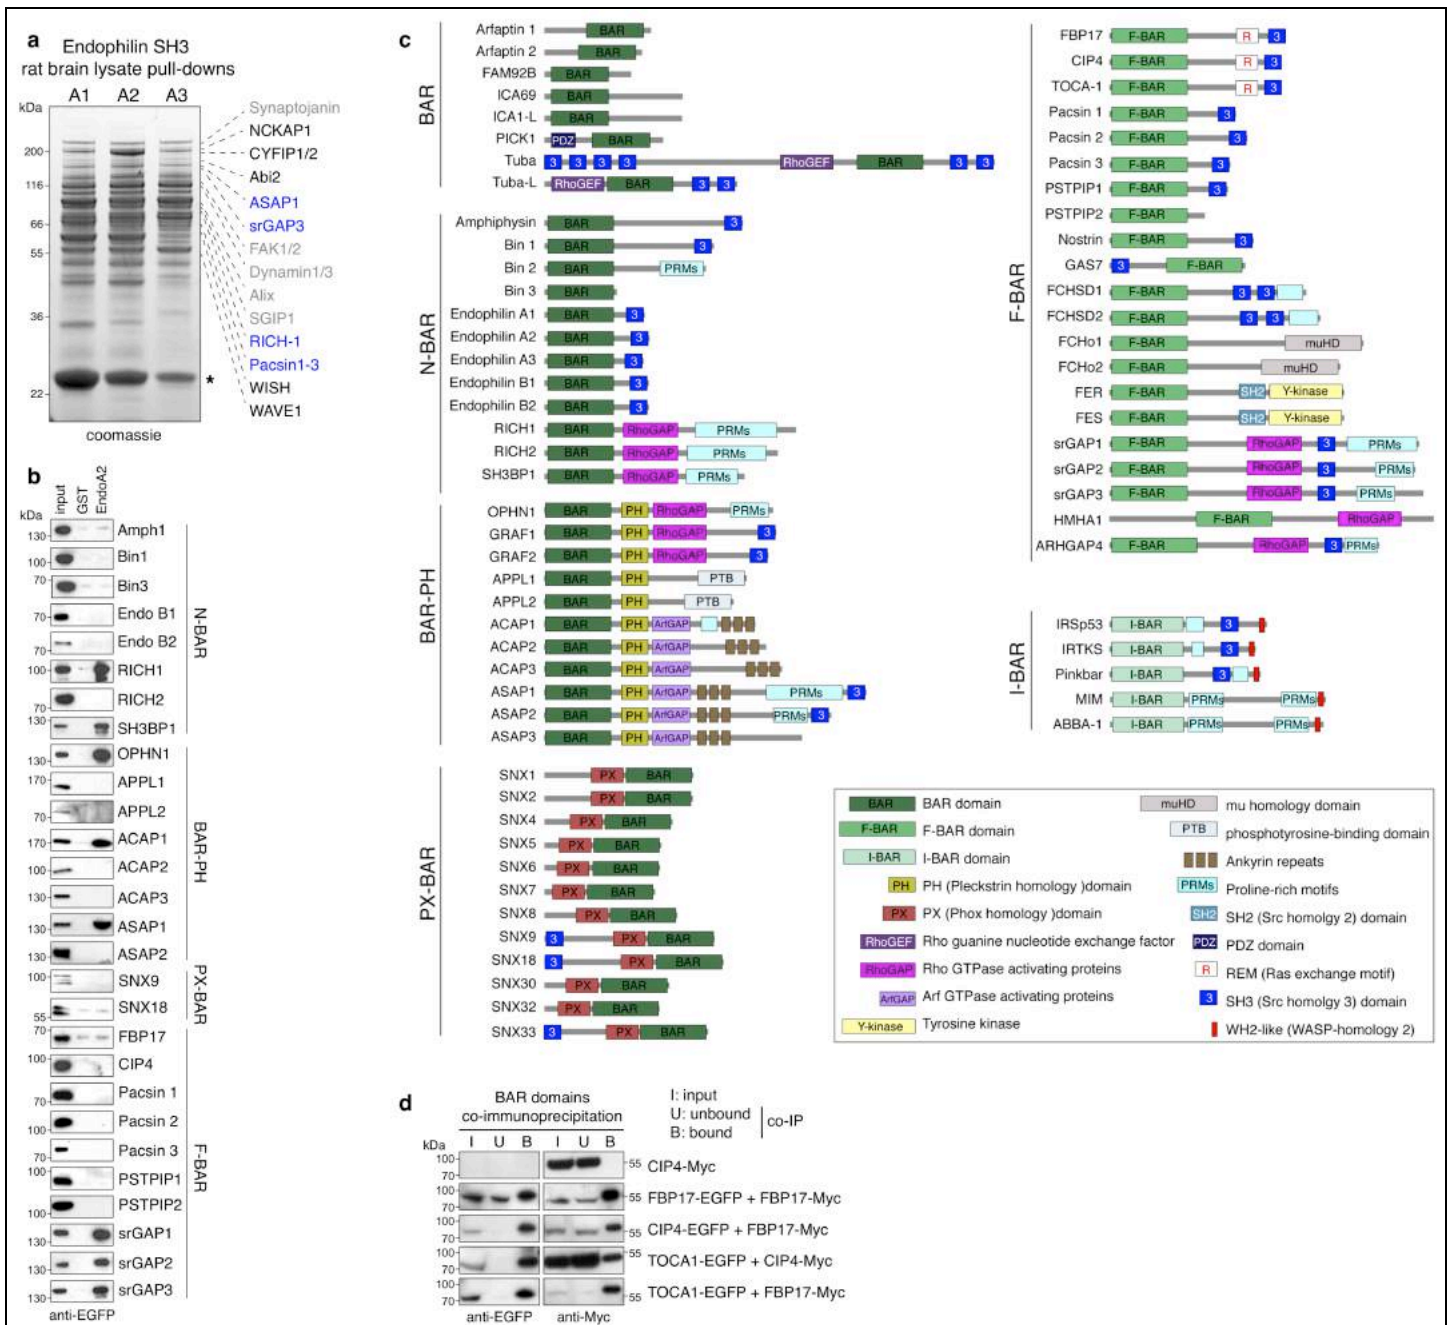 a
Endophilin SH3
rat brain lysate pull-downs
kDa
A1 A2 A3
200
116
66
55
36
22
Synaptojanin
NCKAP1
CYFIP1/2
Abi2
ASAP1
srGAP3
FAK1/2
Dynamin1/3
Alix
SGIP1
RICH-1
Pacsin1-3
WISH
WAVE1
*
coomassie
b
kDa
input
GST
EndoA2
130 Amph1
100 Bin1
70 Bin3
70 Endo B1
70 Endo B2
100 RICH1
100 70 RICH2
130 SH3BP1
N-BAR
130 OPHN1
170 APPL1
70 APPL2
170 ACAP1
100 ACAP2
130 ACAP3
130 ASAP1
130 ASAP2
BAR-PH
100 SNX9
55 SNX18
PX-BAR
70 FBP17
100 CIP4
70 Pacsin 1
100 Pacsin 2
100 70 Pacsin 3
100 PSTPIP1
100 PSTPIP2
130 srGAP1
130 srGAP2
130 srGAP3
F-BAR
anti-EGFP
c
BAR
Arfaptin 1 BAR
Arfaptin 2 BAR
FAM92B BAR
ICA69 BAR
ICA1-L BAR
PICK1 PDZ BAR
Tuba 3 3 3 3 RhoGEF BAR 3 3
Tuba-L RhoGEF BAR 3 3
N-BAR
Amphiphysin BAR 3
Bin 1 BAR 3
Bin 2 BAR PRMs
Bin 3 BAR
Endophilin A1 BAR 3
Endophilin A2 BAR 3
Endophilin A3 BAR 3
Endophilin B1 BAR 3
Endophilin B2 BAR 3
RICH1 BAR RhoGAP PRMs
RICH2 BAR RhoGAP PRMs
SH3BP1 BAR RhoGAP PRMs
BAR-PH
OPHN1 BAR PH RhoGAP PRMs
GRAF1 BAR PH RhoGAP 3
GRAF2 BAR PH RhoGAP 3
APPL1 BAR PH PTB
APPL2 BAR PH PTB
ACAP1 BAR PH ArfGAP
ACAP2 BAR PH ArfGAP
ACAP3 BAR PH ArfGAP
ASAP1 BAR PH ArfGAP PRMs 3
ASAP2 BAR PH ArfGAP PRMs 3
ASAP3 BAR PH ArfGAP
PX-BAR
SNX1 PX BAR
SNX2 PX BAR
SNX4 PX BAR
SNX5 PX BAR
SNX6 PX BAR
SNX7 PX BAR
SNX8 PX BAR
SNX9 3 PX BAR
SNX18 3 PX BAR
SNX30 PX BAR
SNX32 PX BAR
SNX33 3 PX BAR
F-BAR
FBP17 F-BAR R 3
CIP4 F-BAR R 3
TOCA-1 F-BAR R 3
Pacsin 1 F-BAR 3
Pacsin 2 F-BAR 3
Pacsin 3 F-BAR 3
PSTPIP1 F-BAR 3
PSTPIP2 F-BAR
Nostrin F-BAR 3
GAS7 3 F-BAR
FCHSD1 F-BAR 3 3
FCHSD2 F-BAR 3 3
FCHo1 F-BAR muHD
FCHo2 F-BAR muHD
FER F-BAR SH2 Y-kinase
FES F-BAR SH2 Y-kinase
srGAP1 F-BAR RhoGAP 3 PRMs
srGAP2 F-BAR RhoGAP 3 PRMs
srGAP3 F-BAR RhoGAP 3 PRMs
HMHA1 F-BAR RhoGAP
ARHGAP4 F-BAR RhoGAP 3 PRMs
I-BAR
IRSp53 I-BAR 3
IRTKS I-BAR 3
Pinkbar I-BAR 3
MIM I-BAR PRMs PRMs
ABBA-1 I-BAR PRMs PRMs
BAR BAR domain
F-BAR F-BAR domain
I-BAR I-BAR domain
PH PH (Pleckstrin homology )domain
PX PX (Phox homology )domain
RhoGEF Rho guanine nucleotide exchange factor
RhoGAP Rho GTPase activating proteins
ArfGAP Arf GTPase activating proteins
Y-kinase Tyrosine kinase
muHD mu homology domain
PTB phosphotyrosine-binding domain
Ankyrin repeats
PRMs Proline-rich motifs
SH2 SH2 (Src homolgy 2) domain
PDZ PDZ domain
R REM (Ras exchange motif)
3 SH3 (Src homolgy 3) domain
WH2-like (WASP-homology 2)
d
BAR domains
co-immunoprecipitation
I: input
U: unbound
B: bound
co-IP
kDa
I U B I U B
100 70 55 CIP4-Myc
100 70 55 FBP17-EGFP + FBP17-Myc
100 70 55 CIP4-EGFP + FBP17-Myc
100 70 55 TOCA1-EGFP + CIP4-Myc
100 70 55 TOCA1-EGFP + FBP17-Myc
anti-EGFP anti-Myc